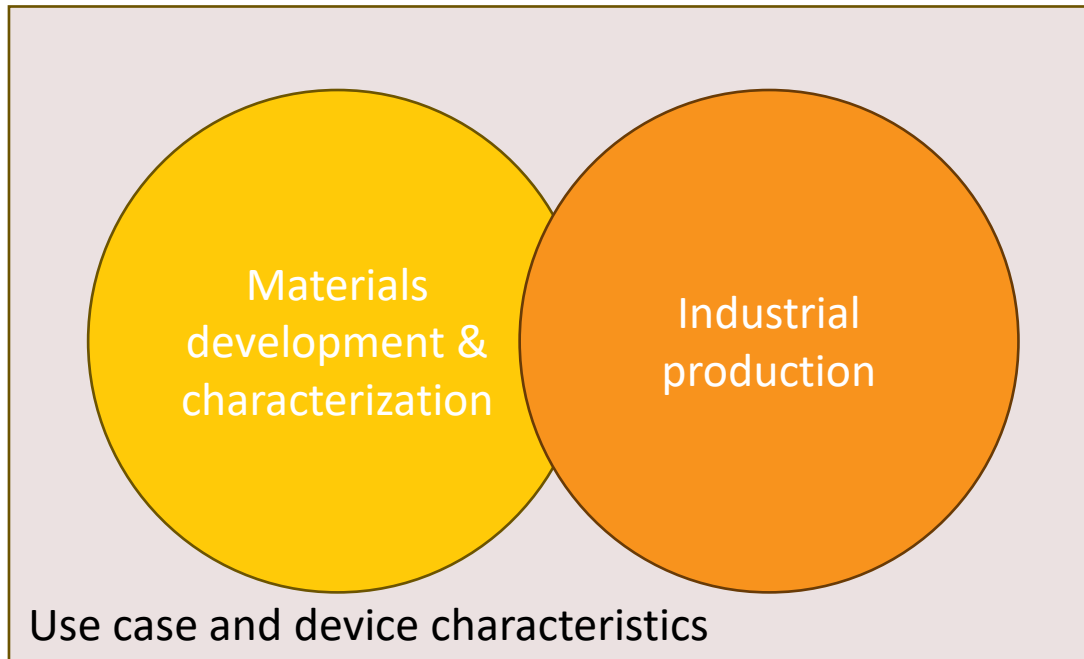 Materials
development &
characterization
Industrial
production
Use case and device characteristics